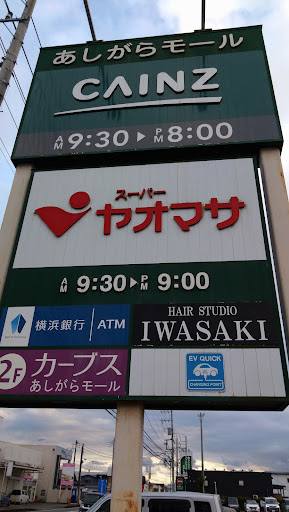 あしがらモール
CAINZ
AM 9:30▶PM 8:00
スーパー
ヤオマサ
AM 9:30▶PM 9:00
横浜銀行 ATM
HAIR STUDIO
IWASAKI
2F カーブス
あしがらモール
EV QUICK
CHARGING POINT